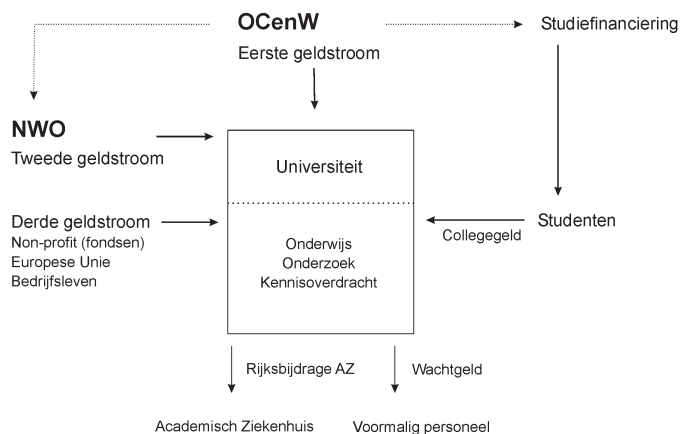 OCenW
Eerste geldstroom
Studiefinanciering
NWO
Tweede geldstroom
Universiteit
Derde geldstroom
Non-profit (fondsen)
Europese Unie
Bedrijfsleven
Onderwijs
Onderzoek
Kennisoverdracht
Collegegeld
Studenten
Rijksbijdrage AZ
Wachtgeld
Academisch Ziekenhuis
Voormalig personeel